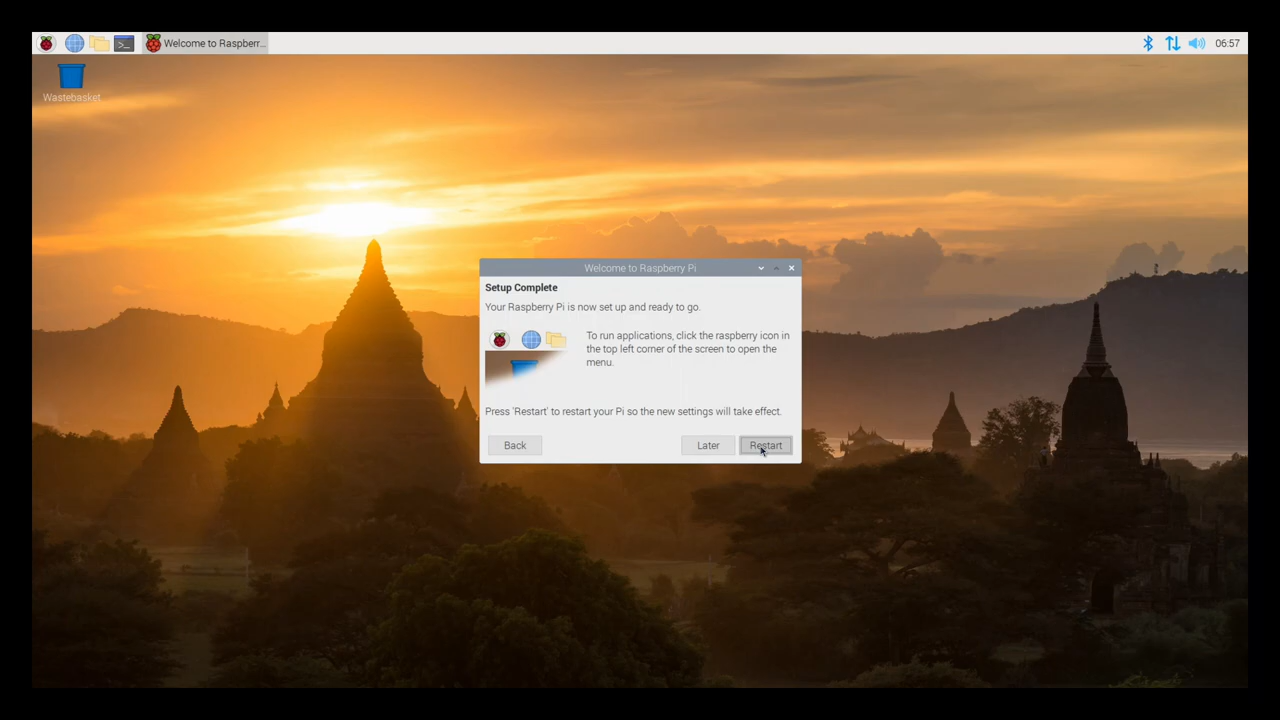 Welcome to Raspberr...
06:57
Wastebasket
Welcome to Raspberry Pi
Setup Complete
Your Raspberry Pi is now set up and ready to go.
To run applications, click the raspberry icon in
the top left corner of the screen to open the
menu.
Press 'Restart' to restart your Pi so the new settings will take effect.
Back
Later
Restart